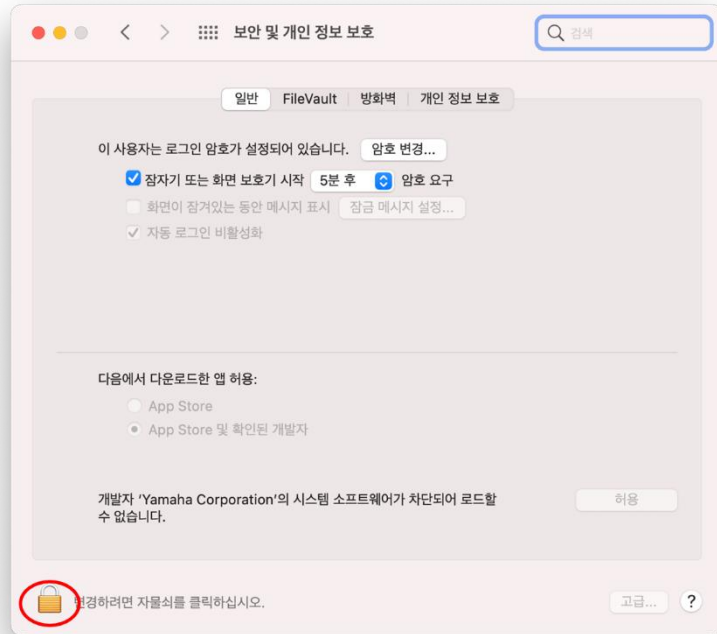 보안 및 개인 정보 보호
검색
일반 FileVault 방화벽 개인 정보 보호
이 사용자는 로그인 암호가 설정되어 있습니다. 암호 변경...
잠자기 또는 화면 보호기 시작 5분 후 암호 요구
화면이 잠겨있는 동안 메시지 표시 잠금 메시지 설정...
자동 로그인 비활성화
다음에서 다운로드한 앱 허용:
App Store
App Store 및 확인된 개발자
개발자 ‘Yamaha Corporation’의 시스템 소프트웨어가 차단되어 로드할
수 없습니다.
허용
변경하려면 자물쇠를 클릭하십시오.
고급... ?